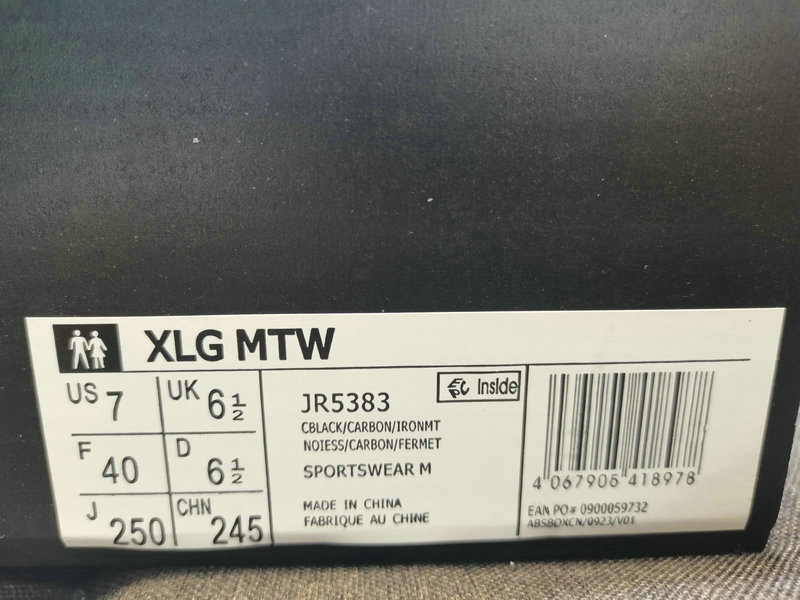 XLG MTW
US 7 UK 6 1/2
F 40 D 6 1/2
J 250 CHN 245
JR5383
EPC Inside
CBLACK/CARBON/IRONMT
NOIESS/CARBON/FERMET
SPORTSWEAR M
MADE IN CHINA
FABRIQUE AU CHINE
4 067906 418978
EAN PO# 0900059732
ABSBOXCN/0923/V01